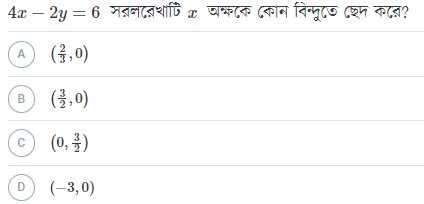 4x − 2y = 6 সরলরেখাটি x অক্ষকে কোন বিন্দুতে ছেদ করে?
A (2/3, 0)
B (3/2, 0)
C (0, 3/2)
D (−3, 0)